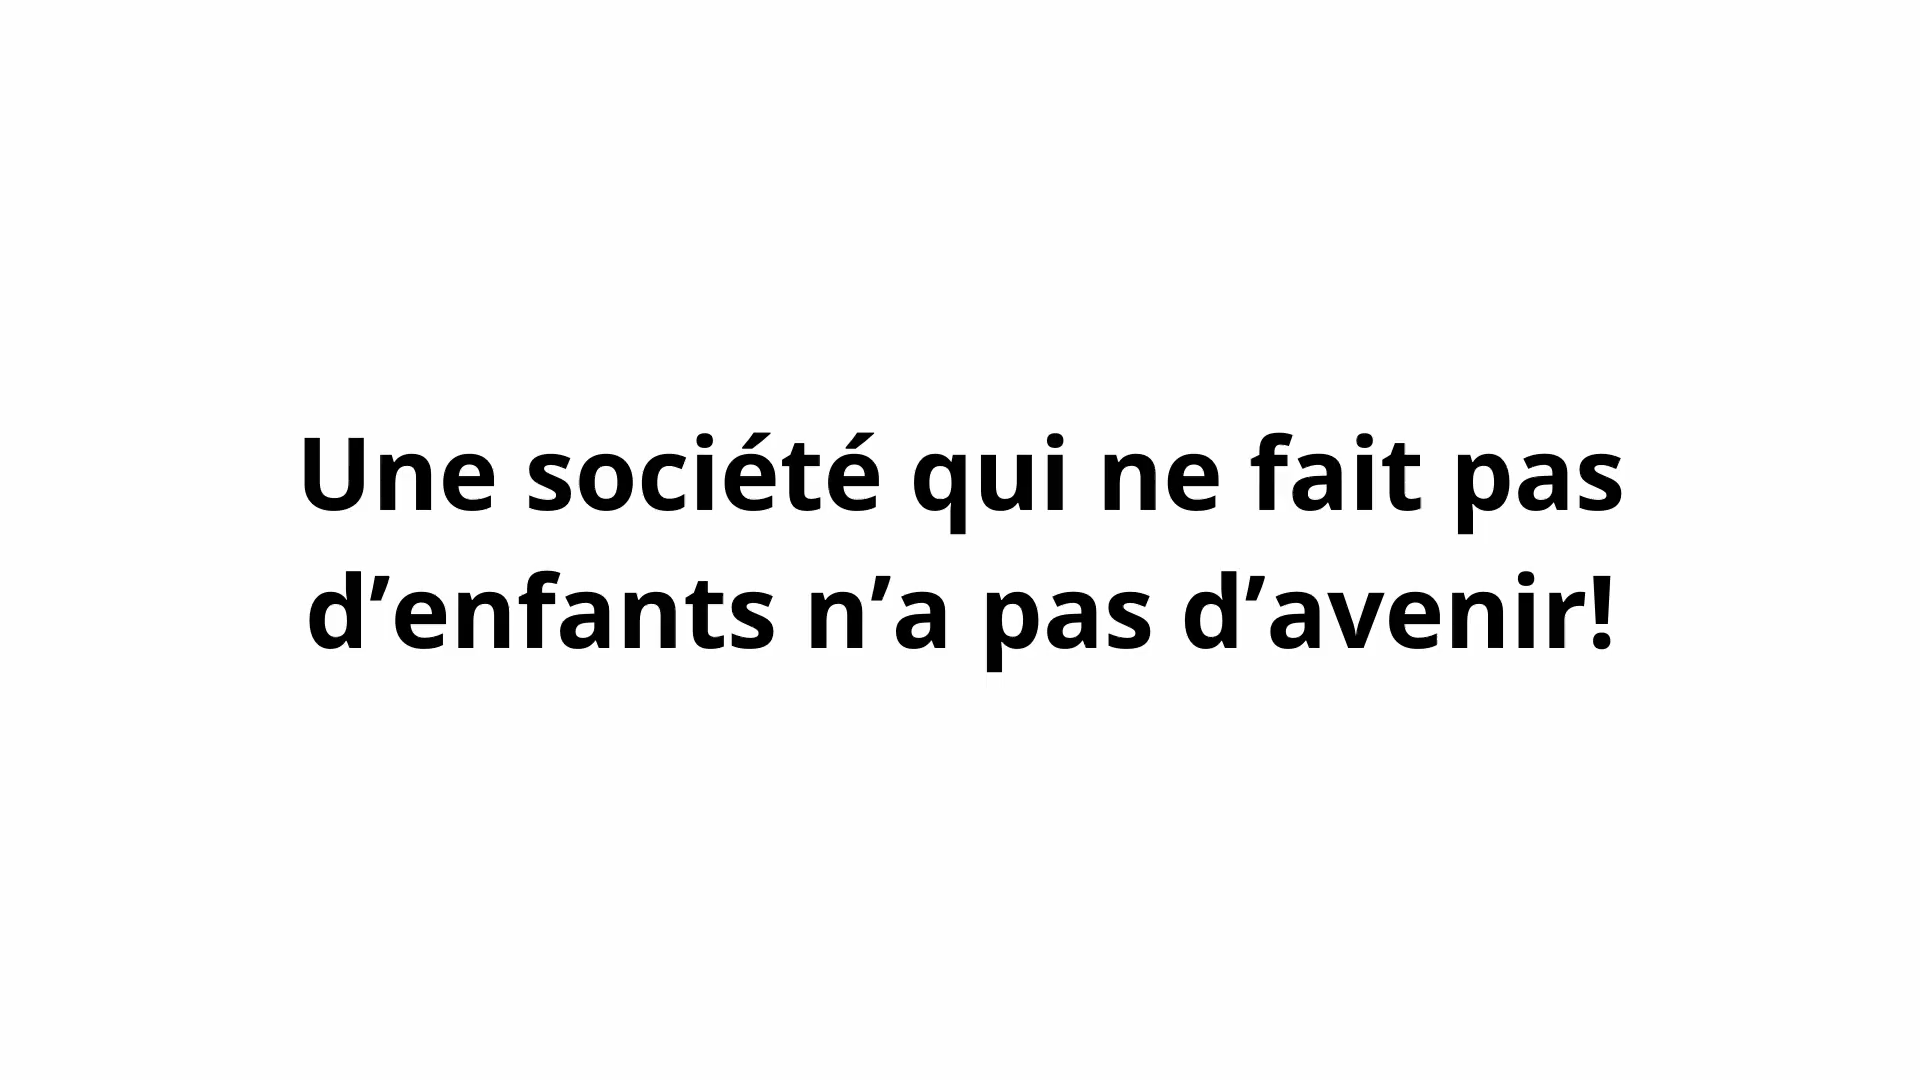 Une société qui ne fait pas
d’enfants n’a pas d’avenir!